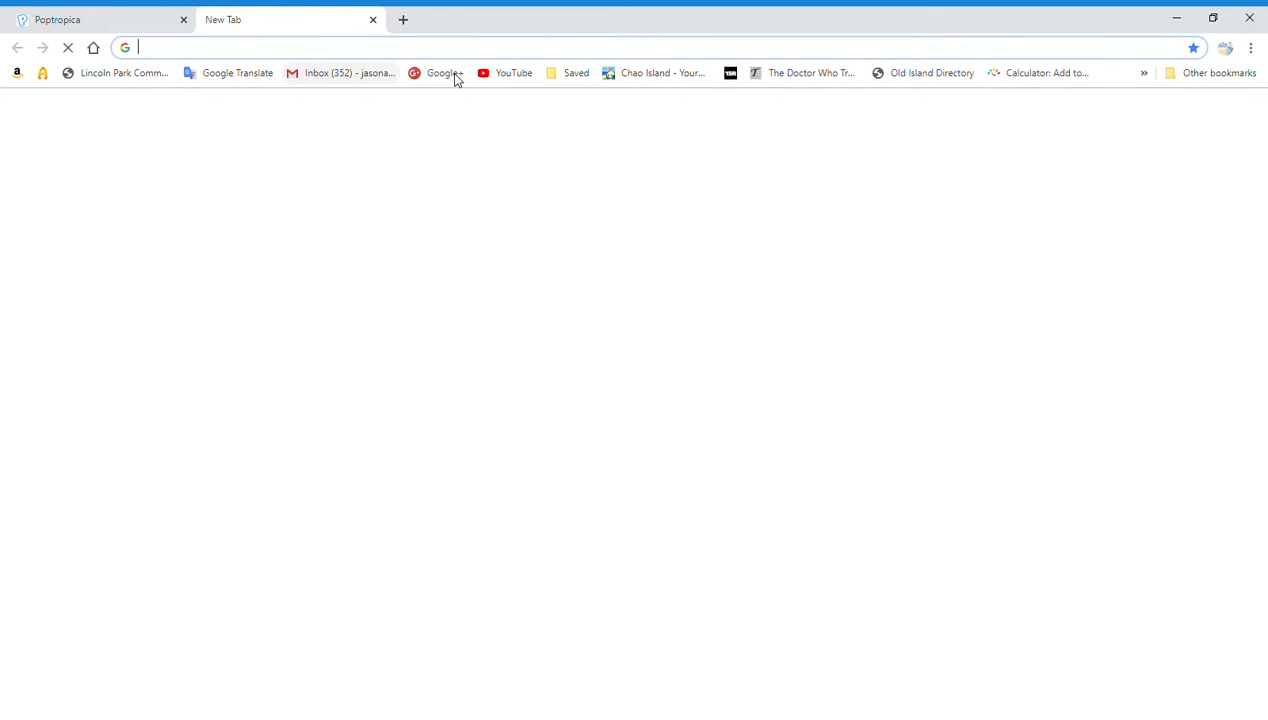 Poptropica New Tab
Lincoln Park Comm... Google Translate Inbox (352) - jasona... Google+ YouTube Saved Chao Island - Your... TSR The Doctor Who Tr... Old Island Directory Calculator: Add to... » Other bookmarks